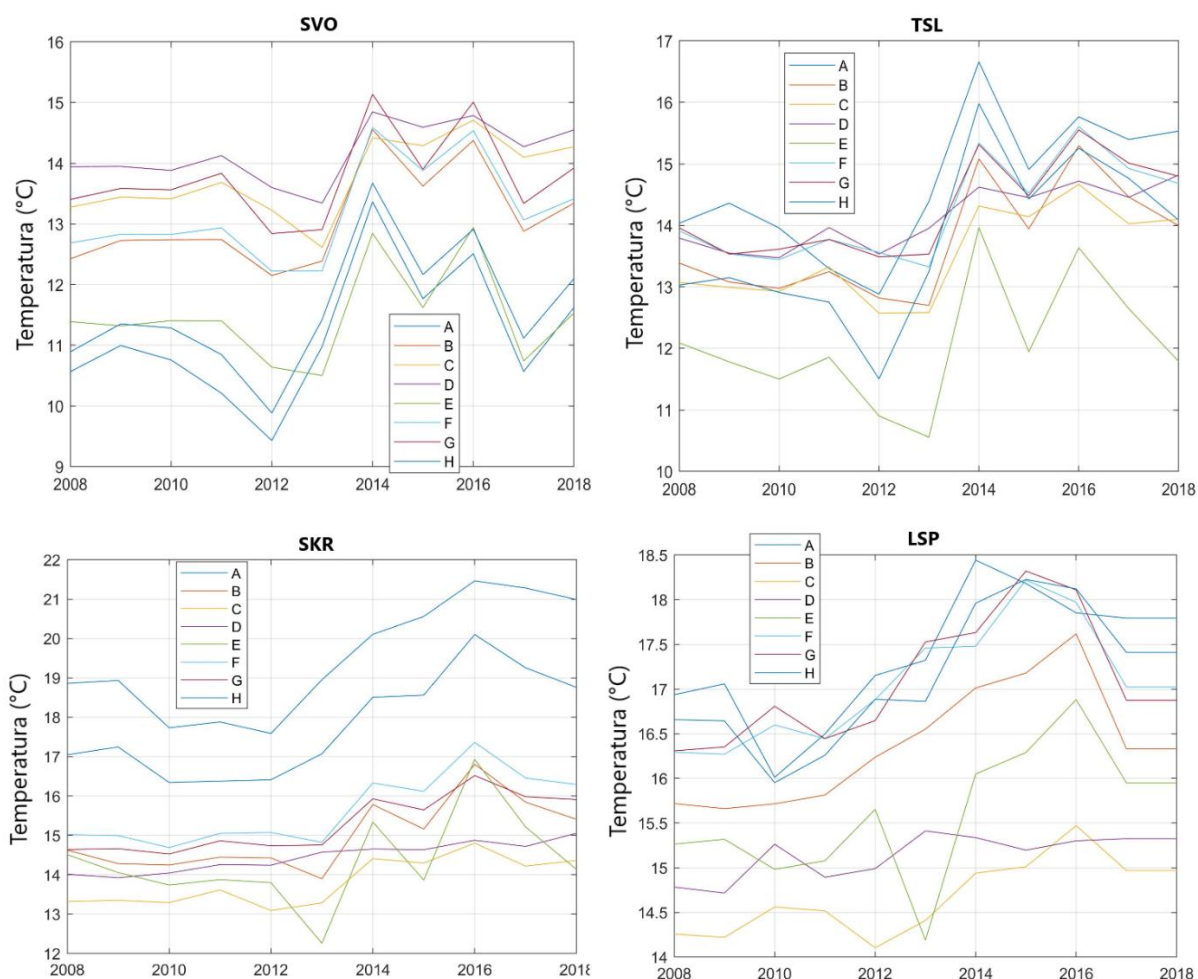 SVO
Temperatura (°C)
16
15
14
13
12
11
10
9
2008 2010 2012 2014 2016 2018
A
B
C
D
E
F
G
H
TSL
Temperatura (°C)
17
16
15
14
13
12
11
10
2008 2010 2012 2014 2016 2018
A
B
C
D
E
F
G
H
SKR
Temperatura (°C)
22
21
20
19
18
17
16
15
14
13
12
2008 2010 2012 2014 2016 2018
A
B
C
D
E
F
G
H
LSP
Temperatura (°C)
18.5
18
17.5
17
16.5
16
15.5
15
14.5
14
2008 2010 2012 2014 2016 2018
A
B
C
D
E
F
G
H